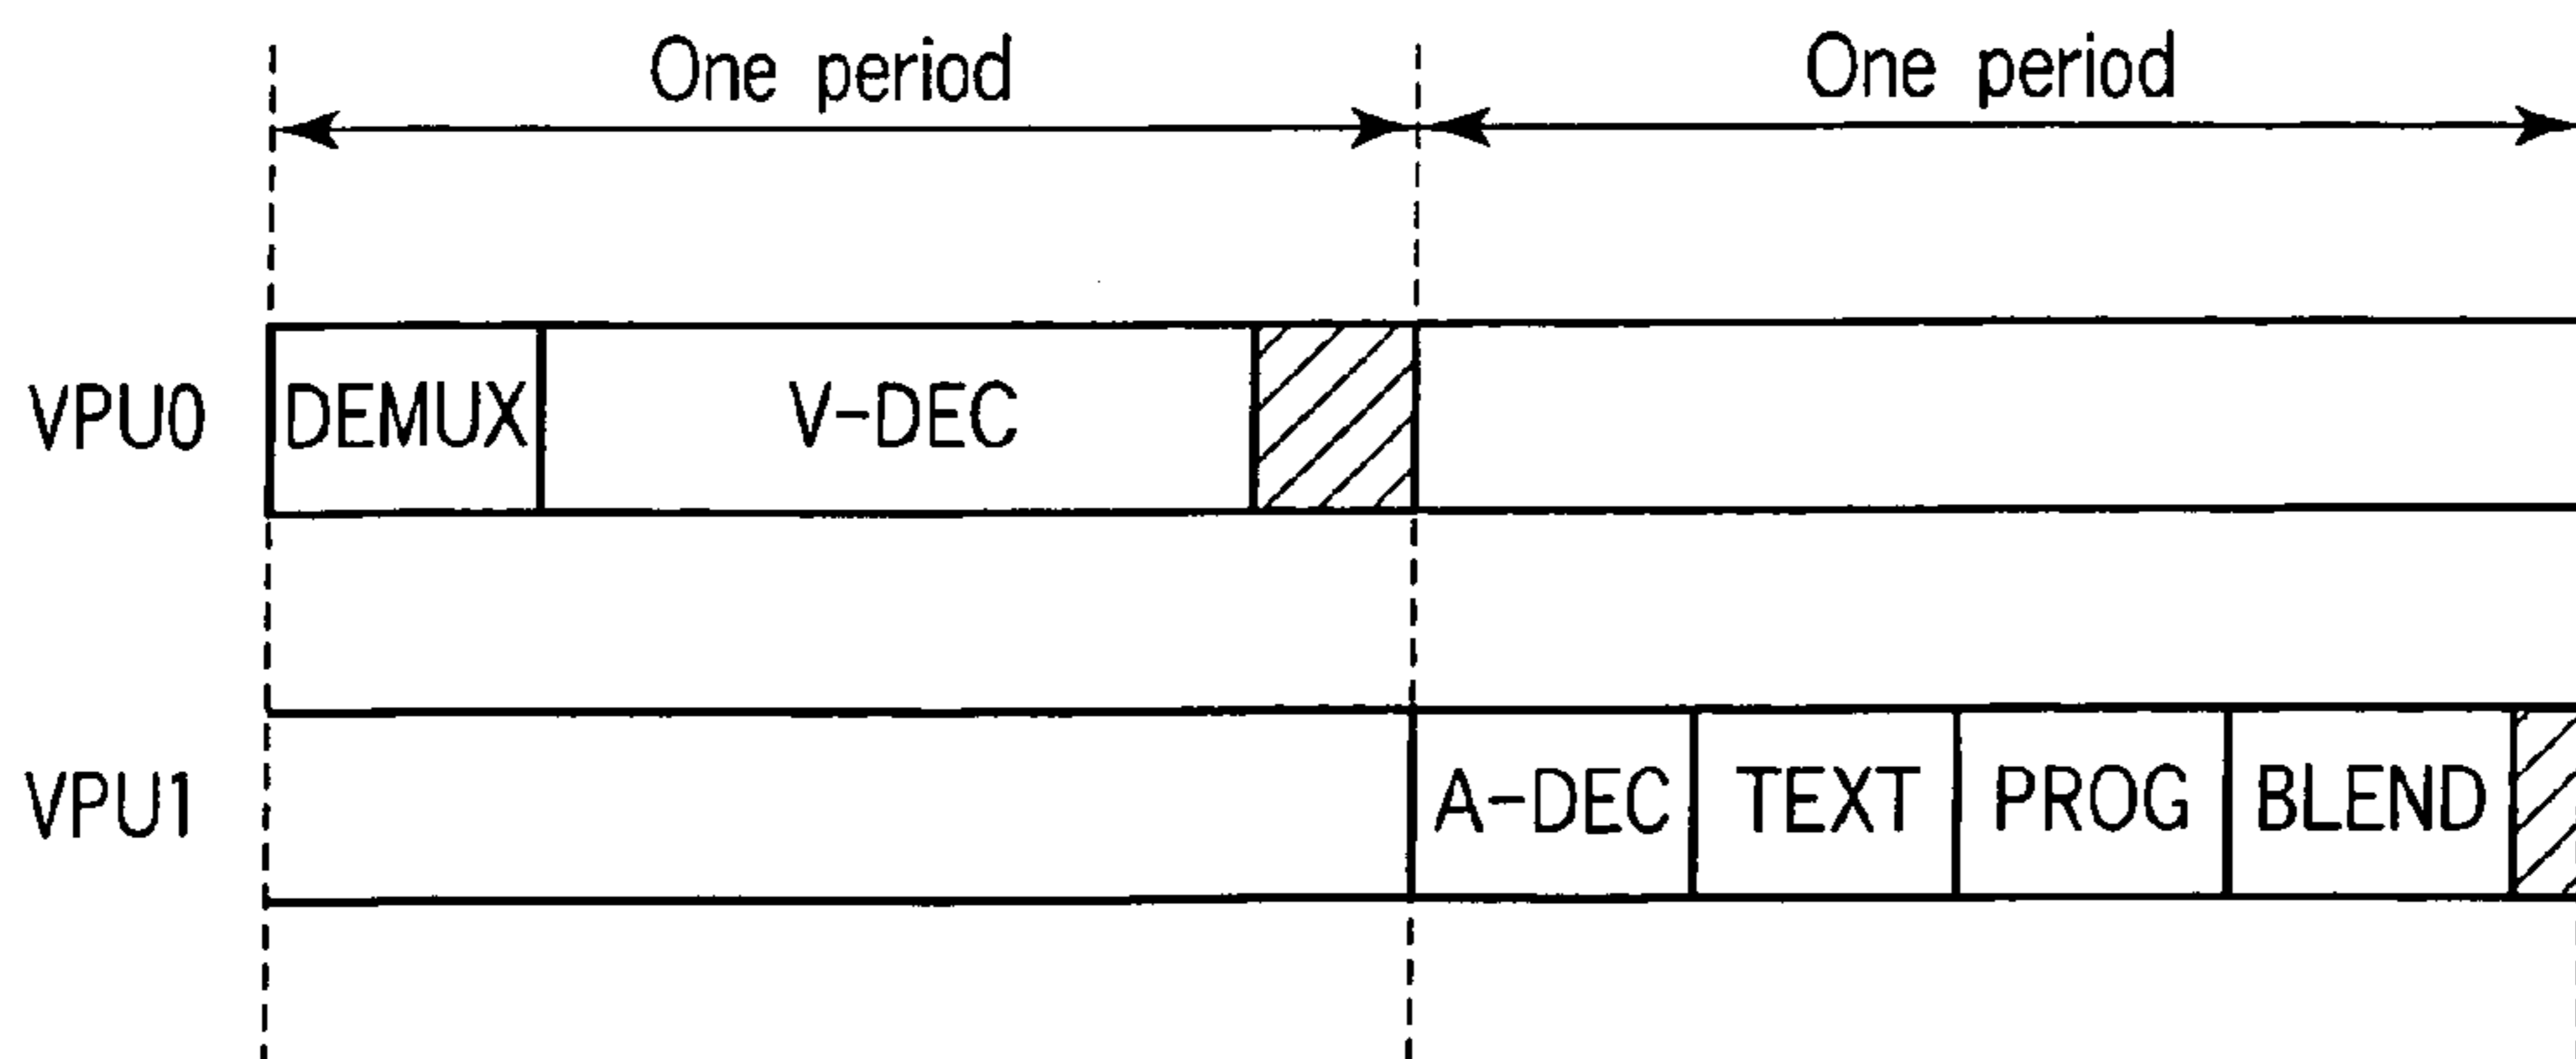 One period One period
VPU0 DEMUX V-DEC
VPU1 A-DEC TEXT PROG BLEND